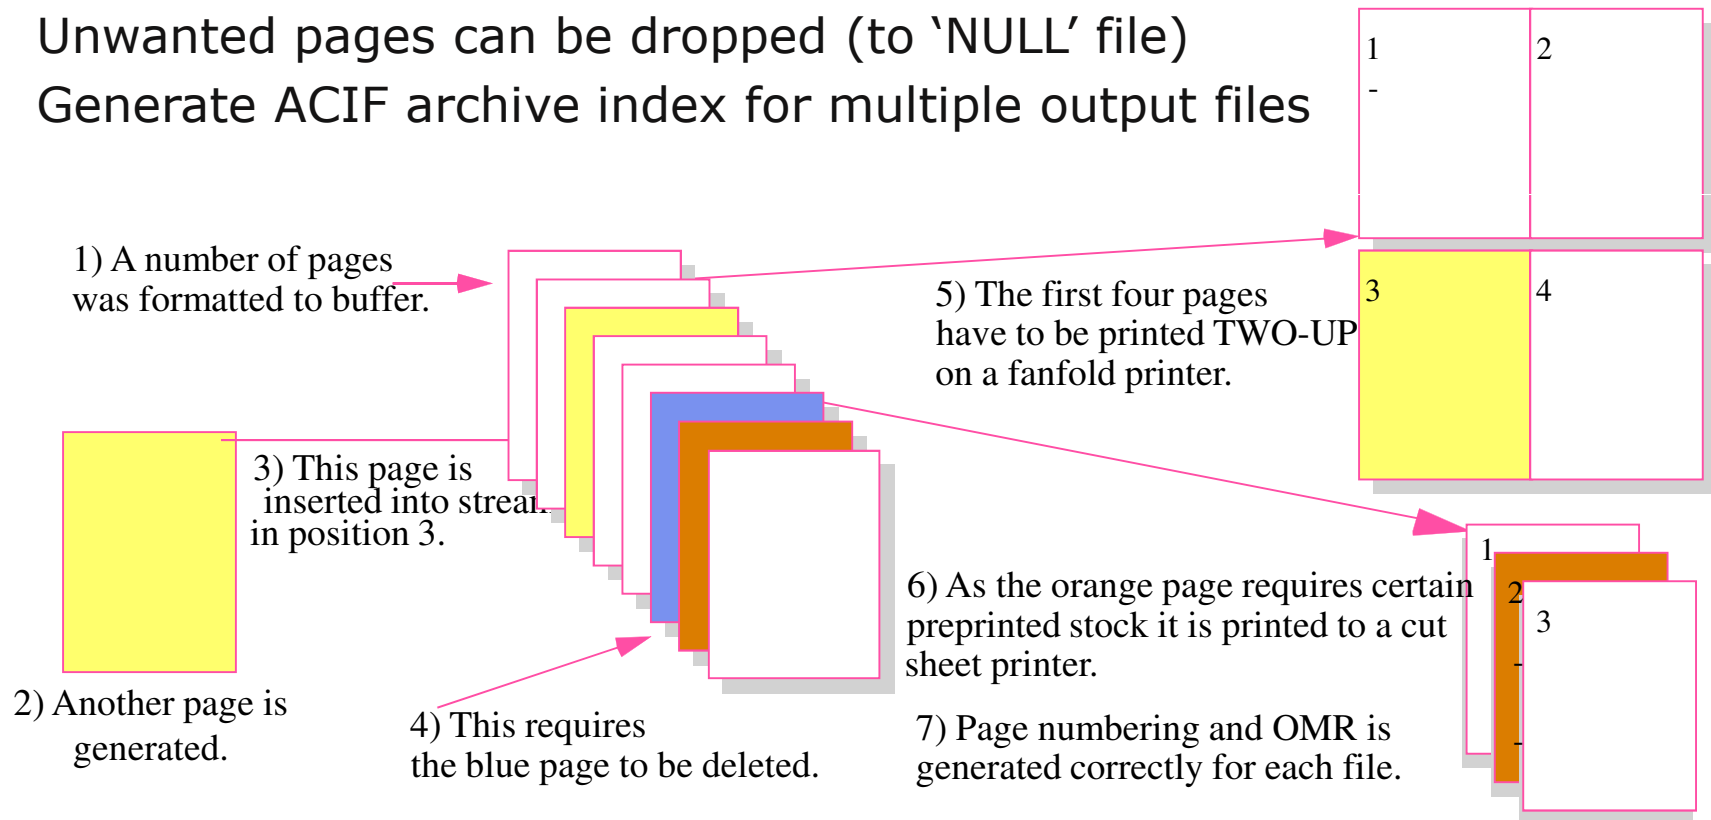 Unwanted pages can be dropped (to ‘NULL’ file)
Generate ACIF archive index for multiple output files
1) A number of pages
was formatted to buffer.
2) Another page is
generated.
3) This page is
inserted into
in position 3.
4) This requires
the blue page to be deleted.
5) The first four pages
have to be printed TWO-UP
on a fanfold printer.
6) As the orange page requires certain
preprinted stock it is printed to a cut
sheet printer.
7) Page numbering and OMR is
generated correctly for each file.
1
-
2
3
4
1
2
-
-
3